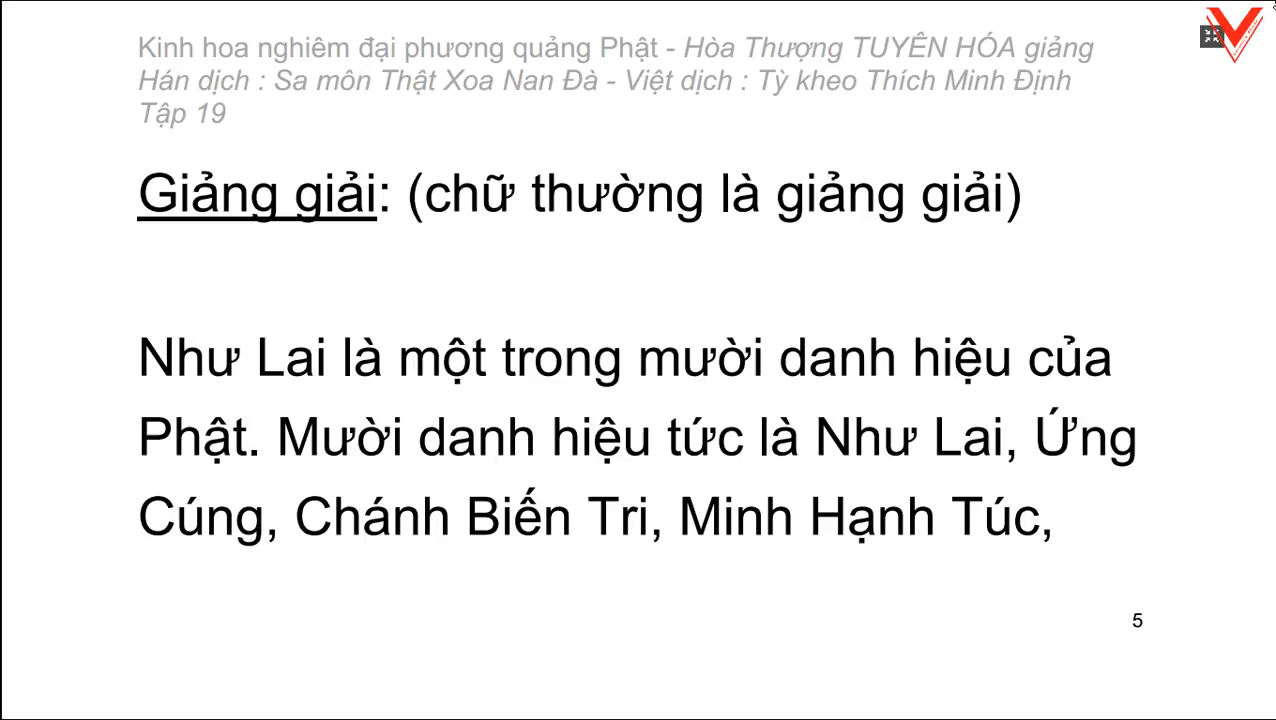 Kinh hoa nghiêm đại phương quảng Phật - Hòa Thượng TUYÊN HÓA giảng
Hán dịch : Sa môn Thật Xoa Nan Đà - Việt dịch : Tỳ kheo Thích Minh Định
Tập 19
Giảng giải: (chữ thường là giảng giải)
Như Lai là một trong mười danh hiệu của
Phật. Mười danh hiệu tức là Như Lai, Ứng
Cúng, Chánh Biến Tri, Minh Hạnh Túc,
5